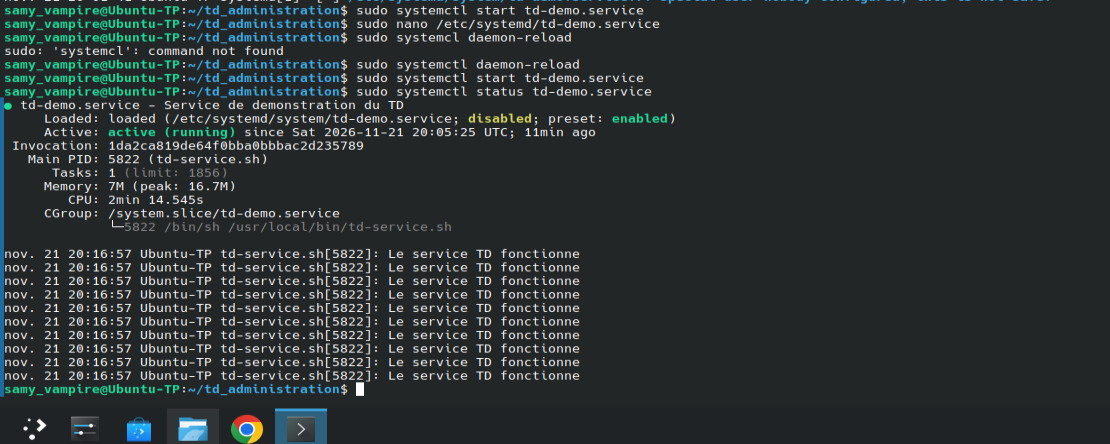 samy_vampire@Ubuntu-TP:~/td_administration$ sudo systemctl start td-demo.service
samy_vampire@Ubuntu-TP:~/td_administration$ sudo nano /etc/systemd/td-demo.service
samy_vampire@Ubuntu-TP:~/td_administration$ sudo systemcl daemon-reload
sudo: 'systemcl': command not found
samy_vampire@Ubuntu-TP:~/td_administration$ sudo systemctl daemon-reload
samy_vampire@Ubuntu-TP:~/td_administration$ sudo systemctl start td-demo.service
samy_vampire@Ubuntu-TP:~/td_administration$ sudo systemctl status td-demo.service
● td-demo.service - Service de demonstration du TD
Loaded: loaded (/etc/systemd/system/td-demo.service; disabled; preset: enabled)
Active: active (running) since Sat 2026-11-21 20:05:25 UTC; 11min ago
Invocation: 1da2ca819de64f0bba0bbbac2d235789
Main PID: 5822 (td-service.sh)
Tasks: 1 (limit: 1856)
Memory: 7M (peak: 16.7M)
CPU: 2min 14.545s
CGroup: /system.slice/td-demo.service
└─5822 /bin/sh /usr/local/bin/td-service.sh
nov. 21 20:16:57 Ubuntu-TP td-service.sh[5822]: Le service TD fonctionne
nov. 21 20:16:57 Ubuntu-TP td-service.sh[5822]: Le service TD fonctionne
nov. 21 20:16:57 Ubuntu-TP td-service.sh[5822]: Le service TD fonctionne
nov. 21 20:16:57 Ubuntu-TP td-service.sh[5822]: Le service TD fonctionne
nov. 21 20:16:57 Ubuntu-TP td-service.sh[5822]: Le service TD fonctionne
nov. 21 20:16:57 Ubuntu-TP td-service.sh[5822]: Le service TD fonctionne
nov. 21 20:16:57 Ubuntu-TP td-service.sh[5822]: Le service TD fonctionne
nov. 21 20:16:57 Ubuntu-TP td-service.sh[5822]: Le service TD fonctionne
nov. 21 20:16:57 Ubuntu-TP td-service.sh[5822]: Le service TD fonctionne
nov. 21 20:16:57 Ubuntu-TP td-service.sh[5822]: Le service TD fonctionne
samy_vampire@Ubuntu-TP:~/td_administration$